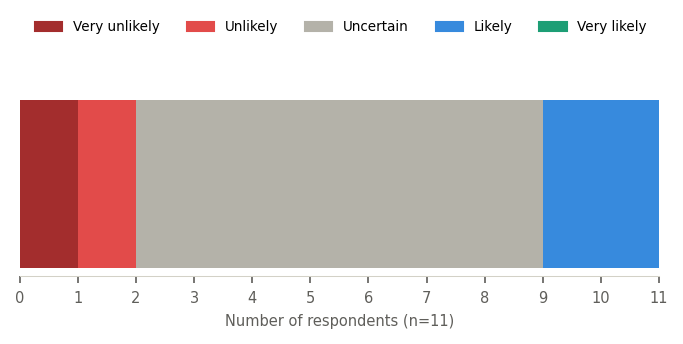 Very unlikely Unlikely Uncertain Likely Very likely
0 1 2 3 4 5 6 7 8 9 10 11
Number of respondents (n=11)